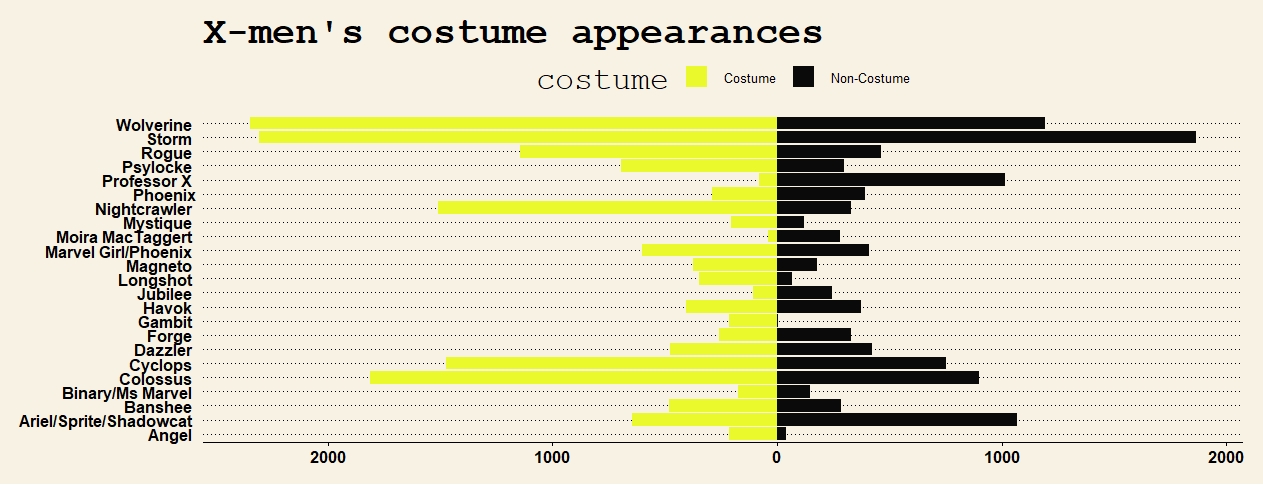 X-men's costume appearances
costume Costume Non-Costume
Wolverine
Storm
Rogue
Psylocke
Professor X
Phoenix
Nightcrawler
Mystique
Moira MacTaggert
Marvel Girl/Phoenix
Magneto
Longshot
Jubilee
Havok
Gambit
Forge
Dazzler
Cyclops
Colossus
Binary/Ms Marvel
Banshee
Ariel/Sprite/Shadowcat
Angel
2000 1000 0 1000 2000